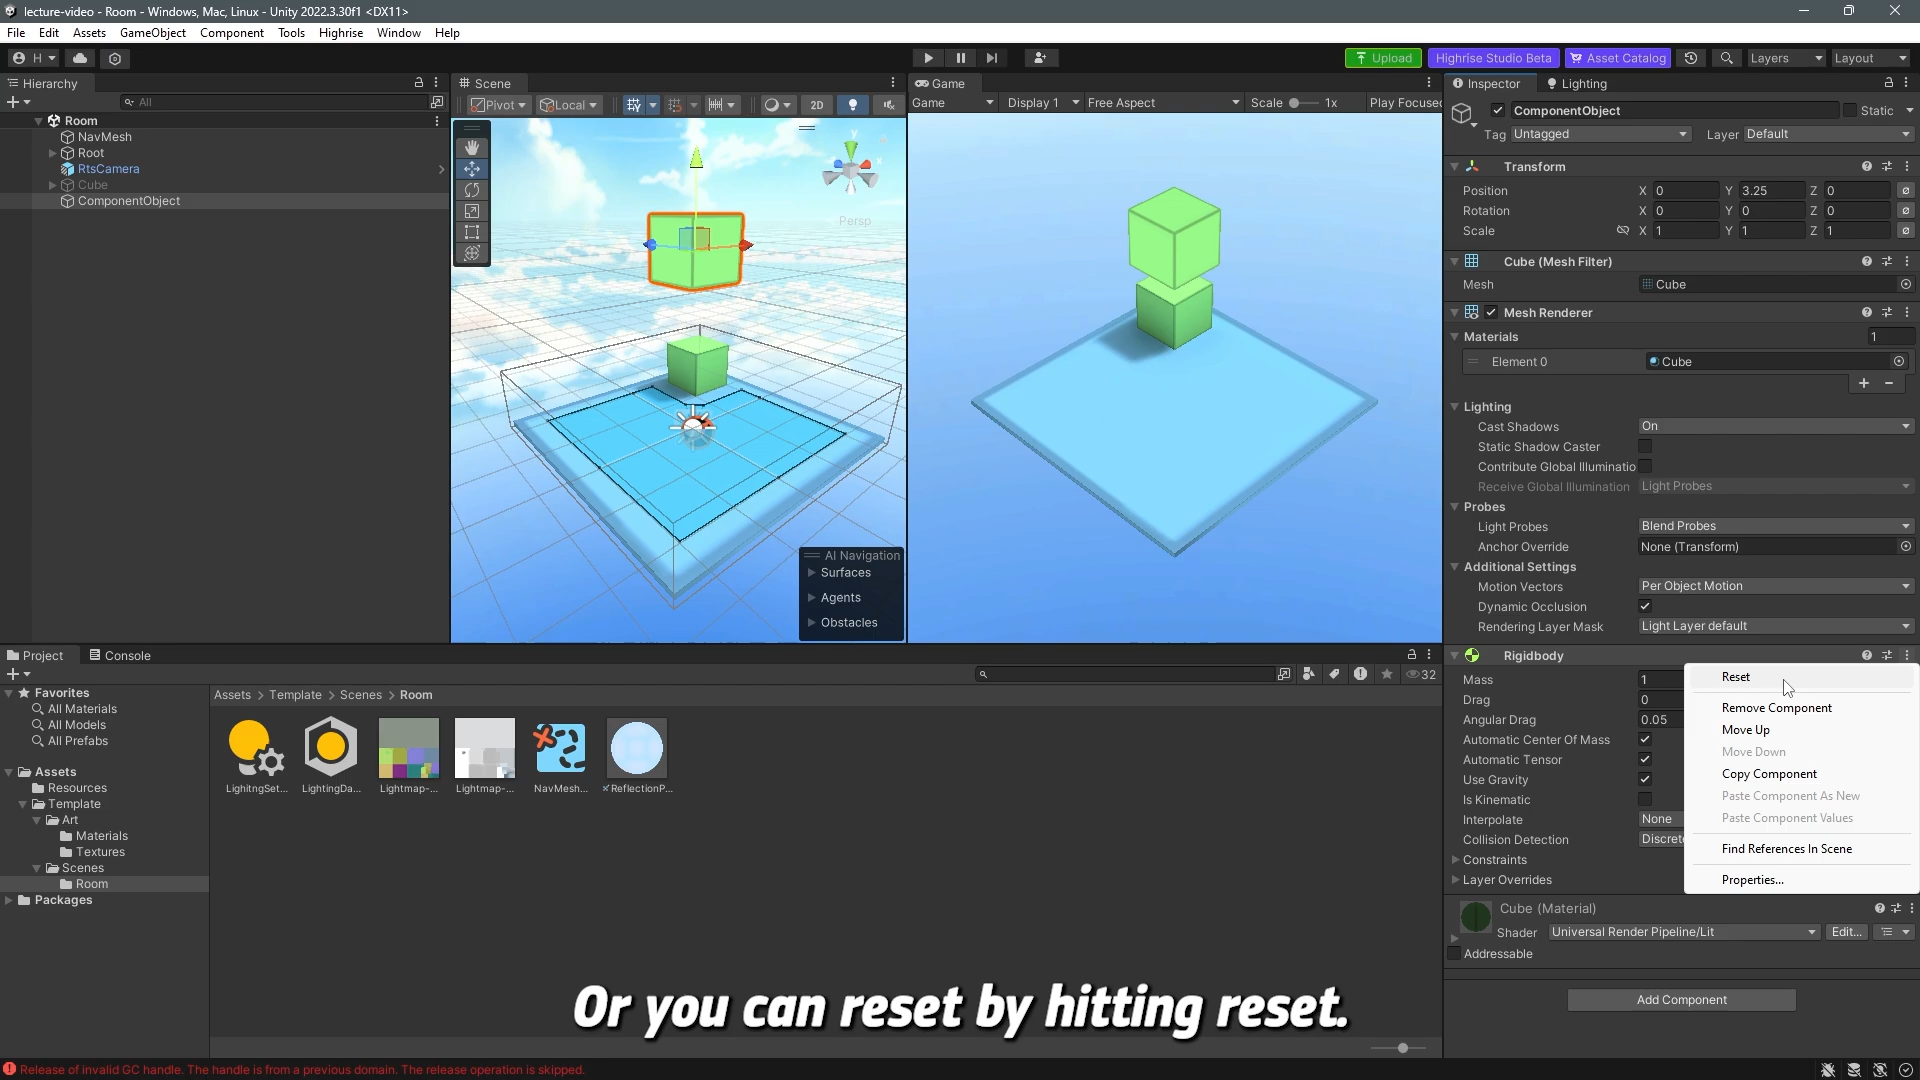 lecture-video - Room - Windows, Mac, Linux - Unity 2022.3.30f1 <DX11>
File Edit Assets GameObject Component Tools Highrise Window Help
H Upload Highrise Studio Beta Asset Catalog Layers Layout
Hierarchy
All
Room
NavMesh
Root
RtsCamera
Cube
ComponentObject
Scene
Pivot Local 2D
y
Persp
AI Navigation
Surfaces
Agents
Obstacles
Game
Game Display 1 Free Aspect Scale 1x Play Focused
Inspector Lighting
ComponentObject Static
Tag Untagged Layer Default
Transform
Position X 0 Y 3.25 Z 0
Rotation X 0 Y 0 Z 0
Scale X 1 Y 1 Z 1
Cube (Mesh Filter)
Mesh Cube
Mesh Renderer
Materials 1
Element 0 Cube
Lighting
Cast Shadows On
Static Shadow Caster
Contribute Global Illuminatio
Receive Global Illumination Light Probes
Probes
Light Probes Blend Probes
Anchor Override None (Transform)
Additional Settings
Motion Vectors Per Object Motion
Dynamic Occlusion
Rendering Layer Mask Light Layer default
Rigidbody
Mass 1
Drag 0
Angular Drag 0.05
Automatic Center Of Mass
Automatic Tensor
Use Gravity
Is Kinematic
Interpolate None
Collision Detection Discrete
Constraints
Layer Overrides
Reset
Remove Component
Move Up
Move Down
Copy Component
Paste Component As New
Paste Component Values
Find References In Scene
Properties...
Cube (Material)
Shader Universal Render Pipeline/Lit Edit...
Addressable
Add Component
Project Console
32
Favorites
All Materials
All Models
All Prefabs
Assets
Resources
Template
Art
Materials
Textures
Scenes
Room
Packages
Assets > Template > Scenes > Room
LighitngSet... LightingDa... Lightmap-... Lightmap-... NavMesh... ReflectionP...
Or you can reset by hitting reset.
Release of invalid GC handle. The handle is from a previous domain. The release operation is skipped.